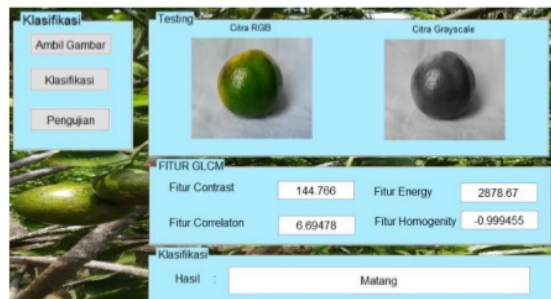 Klasifikasi
Ambil Gambar
Klasifikasi
Pengujian
Testing
Citra RGB
Citra Grayscale
FITUR GLCM
Fitur Contrast
144.766
Fitur Energy
2878.67
Fitur Correlaton
6.69478
Fitur Homogenity
-0.999455
Klasifikasi
Hasil :
Matang